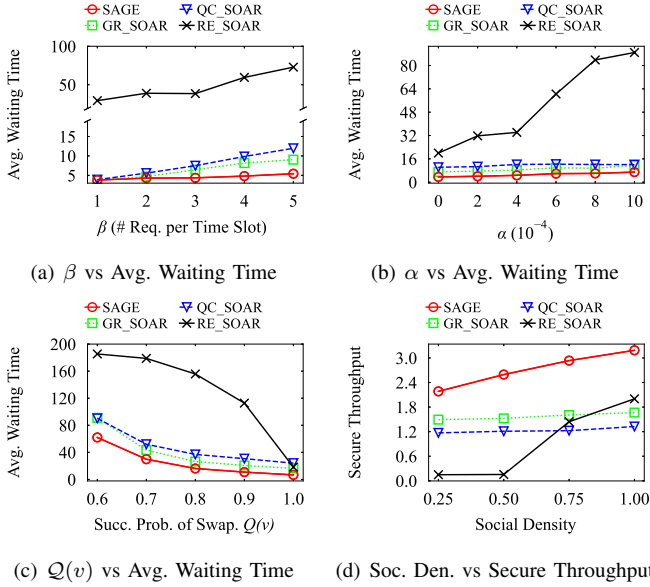 SAGE QC_SOAR
GR_SOAR RE_SOAR
Avg. Waiting Time
100
50
15
10
5
1 2 3 4 5
β (# Req. per Time Slot)
(a) β vs Avg. Waiting Time
SAGE QC_SOAR
GR_SOAR RE_SOAR
Avg. Waiting Time
80
64
48
32
16
0
0 2 4 6 8 10
α (10⁻⁴)
(b) α vs Avg. Waiting Time
SAGE QC_SOAR
GR_SOAR RE_SOAR
Avg. Waiting Time
200
160
120
80
40
0
0.6 0.7 0.8 0.9 1.0
Succ. Prob. of Swap. Q(v)
(c) Q(v) vs Avg. Waiting Time
SAGE QC_SOAR
GR_SOAR RE_SOAR
Secure Throughput
3.0
2.4
1.8
1.2
0.6
0.0
0.25 0.50 0.75 1.00
Social Density
(d) Soc. Den. vs Secure Throughput